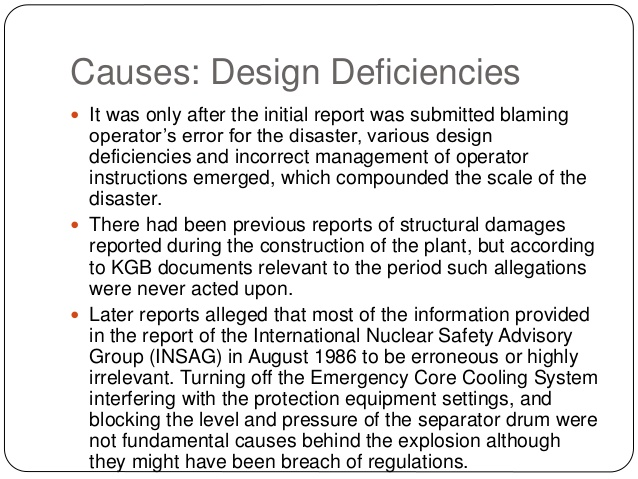 Causes: Design Deficiencies
• It was only after the initial report was submitted blaming
operator's error for the disaster, various design
deficiencies and incorrect management of operator
instructions emerged, which compounded the scale of the
disaster.
• There had been previous reports of structural damages
reported during the construction of the plant, but according
to KGB documents relevant to the period such allegations
were never acted upon.
• Later reports alleged that most of the information provided
in the report of the International Nuclear Safety Advisory
Group (INSAG) in August 1986 to be erroneous or highly
irrelevant. Turning off the Emergency Core Cooling System
interfering with the protection equipment settings, and
blocking the level and pressure of the separator drum were
not fundamental causes behind the explosion although
they might have been breach of regulations.